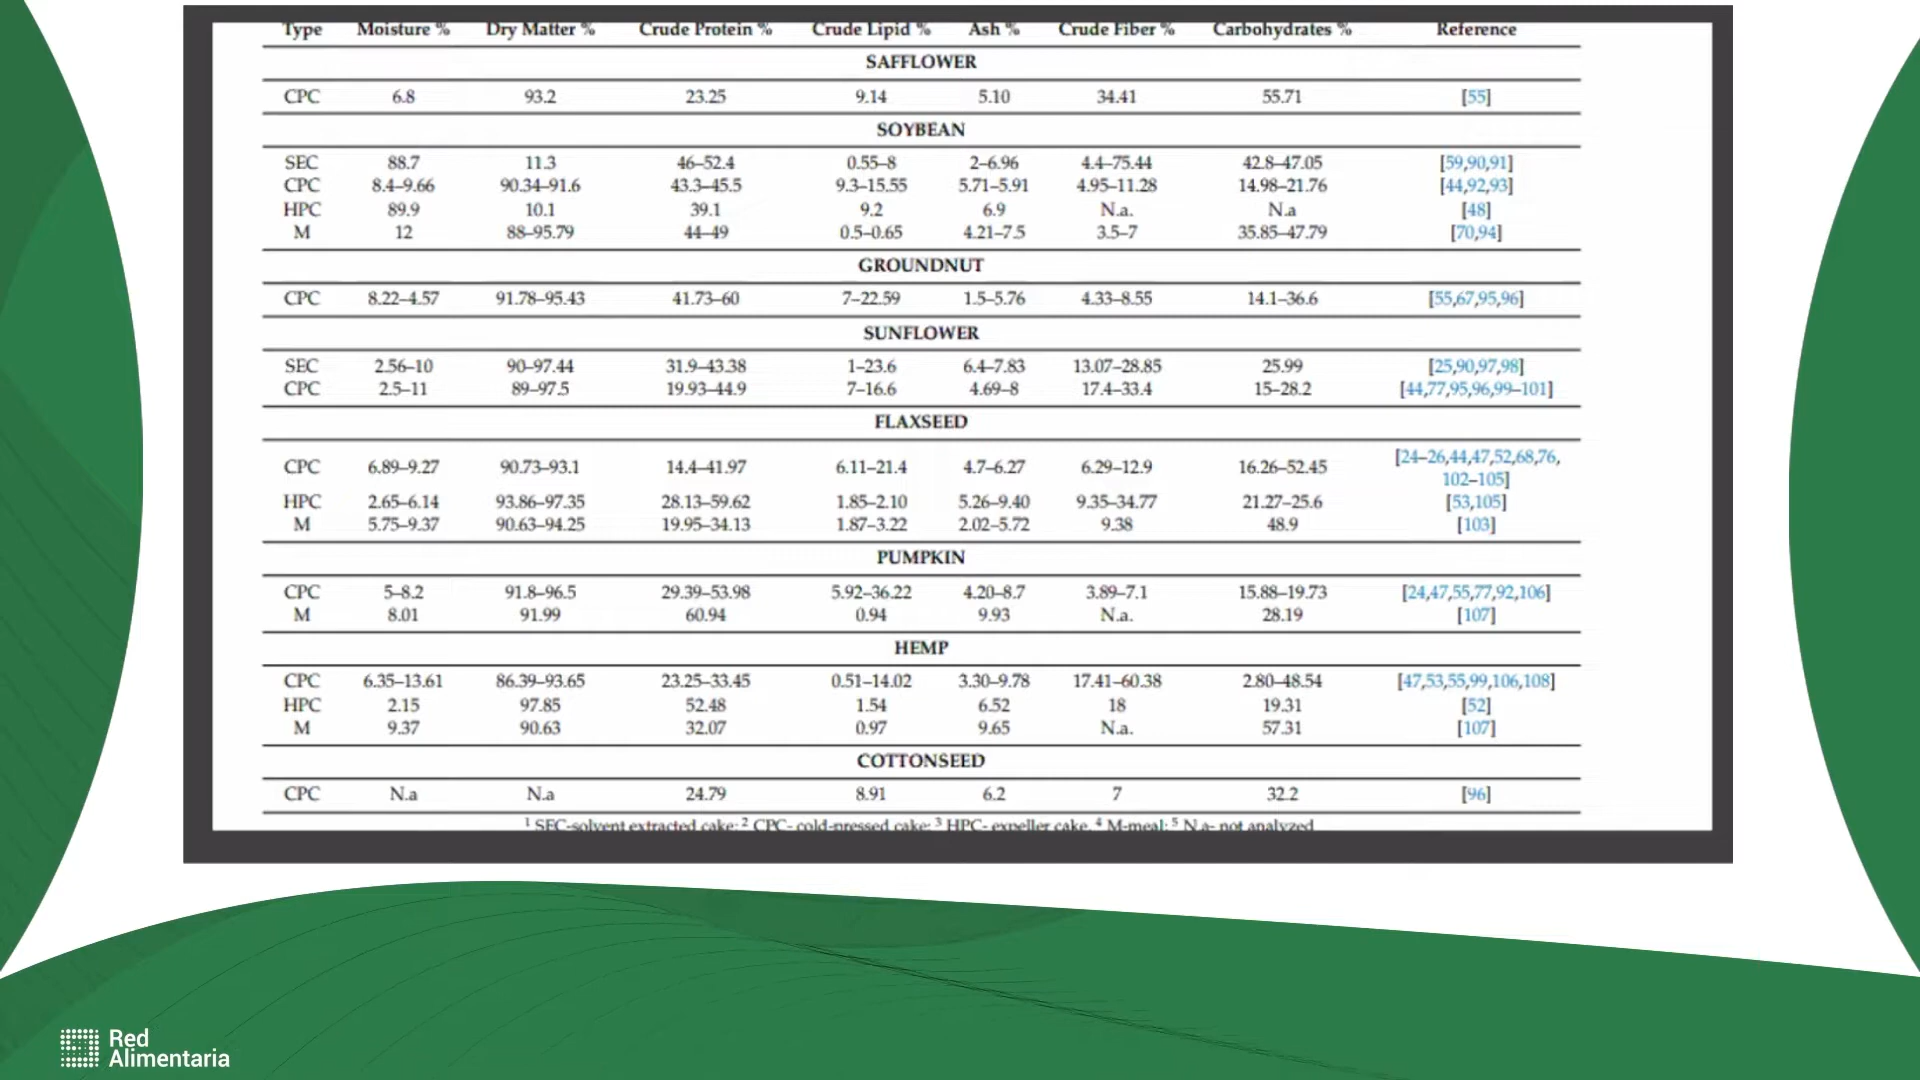 Type Moisture % Dry Matter % Crude Protein % Crude Lipid % Ash % Crude Fiber % Carbohydrates % Reference
SAFFLOWER
CPC 6.8 93.2 23.25 9.14 5.10 34.41 55.71 [55]
SOYBEAN
SEC 88.7 11.3 46–52.4 0.55–8 2–6.96 4.4–75.44 42.8–47.05 [59,90,91]
CPC 8.4–9.66 90.34–91.6 43.3–45.5 9.3–15.55 5.71–5.91 4.95–11.28 14.98–21.76 [44,92,93]
HPC 89.9 10.1 39.1 9.2 6.9 N.a. N.a [48]
M 12 88–95.79 44–49 0.5–0.65 4.21–7.5 3.5–7 35.85–47.79 [70,94]
GROUNDNUT
CPC 8.22–4.57 91.78–95.43 41.73–60 7–22.59 1.5–5.76 4.33–8.55 14.1–36.6 [55,67,95,96]
SUNFLOWER
SEC 2.56–10 90–97.44 31.9–43.38 1–23.6 6.4–7.83 13.07–28.85 25.99 [25,90,97,98]
CPC 2.5–11 89–97.5 19.93–44.9 7–16.6 4.69–8 17.4–33.4 15–28.2 [44,77,95,96,99–101]
FLAXSEED
CPC 6.89–9.27 90.73–93.1 14.4–41.97 6.11–21.4 4.7–6.27 6.29–12.9 16.26–52.45 [24–26,44,47,52,68,76,
102–105]
HPC 2.65–6.14 93.86–97.35 28.13–59.62 1.85–2.10 5.26–9.40 9.35–34.77 21.27–25.6 [53,105]
M 5.75–9.37 90.63–94.25 19.95–34.13 1.87–3.22 2.02–5.72 9.38 48.9 [103]
PUMPKIN
CPC 5–8.2 91.8–96.5 29.39–53.98 5.92–36.22 4.20–8.7 3.89–7.1 15.88–19.73 [24,47,55,77,92,106]
M 8.01 91.99 60.94 0.94 9.93 N.a. 28.19 [107]
HEMP
CPC 6.35–13.61 86.39–93.65 23.25–33.45 0.51–14.02 3.30–9.78 17.41–60.38 2.80–48.54 [47,53,55,99,106,108]
HPC 2.15 97.85 52.48 1.54 6.52 18 19.31 [52]
M 9.37 90.63 32.07 0.97 9.65 N.a. 57.31 [107]
COTTONSEED
CPC N.a N.a 24.79 8.91 6.2 7 32.2 [96]
1 SEC-solvent extracted cake; 2 CPC- cold-pressed cake; 3 HPC- expeller cake, 4 M-meal; 5 N.a- not analyzed
Red
Alimentaria